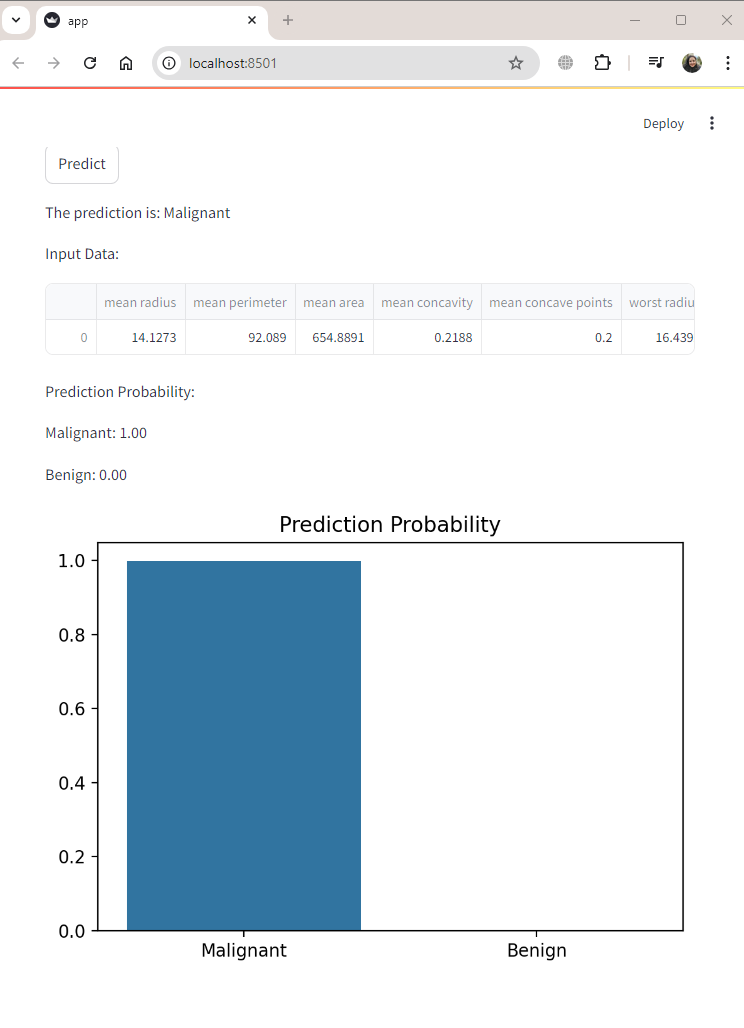 app
localhost:8501
Deploy
Predict
The prediction is: Malignant
Input Data:
mean radius mean perimeter mean area mean concavity mean concave points worst radiu
0 14.1273 92.089 654.8891 0.2188 0.2 16.439
Prediction Probability:
Malignant: 1.00
Benign: 0.00
Prediction Probability
1.0
0.8
0.6
0.4
0.2
0.0
Malignant Benign